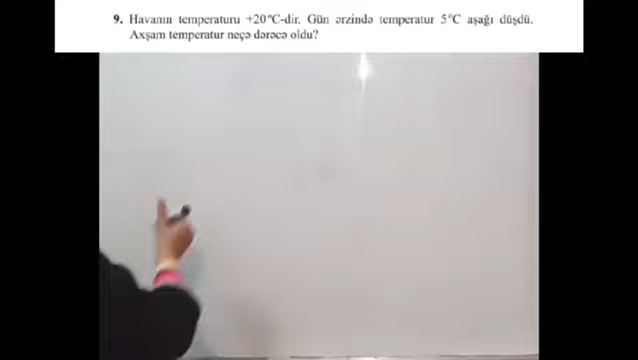 9. Havanın temperaturu +20°C-dir. Gün ərzində temperatur 5°C aşağı düşdü.
Axşam temperatur neçə dərəcə oldu?